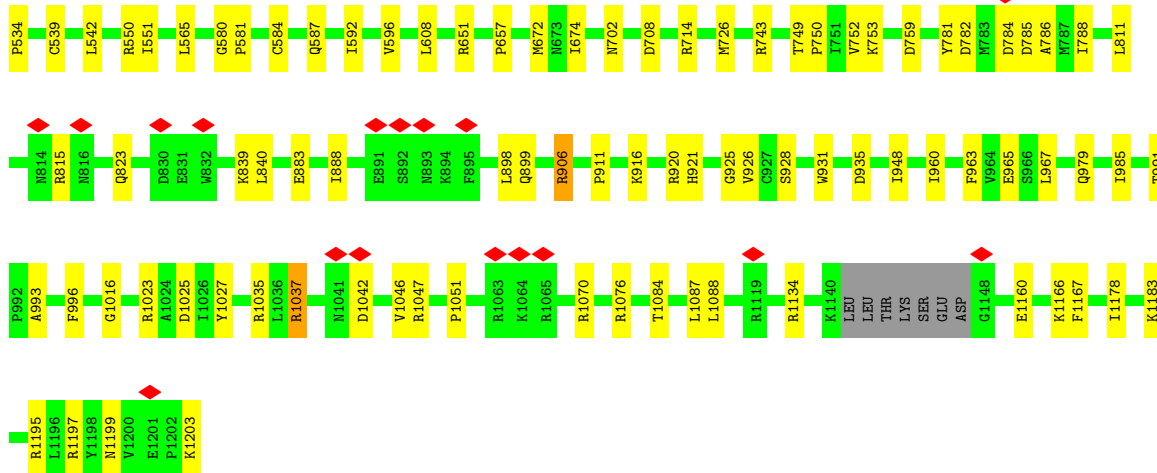 P534 C539 L542 R550 I551 L565 G580 P581 C584 Q587 I592 V596 L608 R651 P657 M672 N673 I674 N702 D708 R714 M726 R743 T749 P750 I751 V752 K753 D759 Y781 D782 M783 D784 D785 A786 M787 I788 L811
N814 R815 N816 Q823 D830 E831 W832 K839 L840 E883 I888 E891 S892 N893 K894 F895 L898 Q899 R906 P911 K916 R920 H921 G925 V926 C927 S928 W931 D935 I948 I960 F963 V964 E965 S966 L967 Q979 I985
P992 A993 F996 G1016 R1023 A1024 D1025 I1026 Y1027 R1035 L1036 R1037 N1041 D1042 V1046 R1047 P1051 R1063 K1064 R1065 R1070 R1076 T1084 L1087 L1088 R1119 R1134 K1140 LEU LEU THR LYS SER GLU ASP G1148 E1160 K1166 F1167 I1178 K1183
R1195 L1196 R1197 Y1198 N1199 V1200 E1201 P1202 K1203